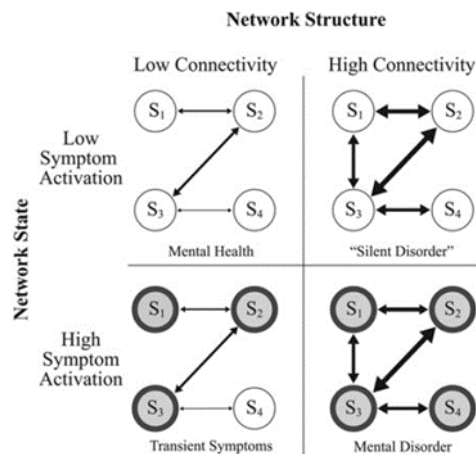 Network Structure
Low Connectivity High Connectivity
Network State
Low
Symptom
Activation
S1 S2
S3 S4
Mental Health
S1 S2
S3 S4
"Silent Disorder"
High
Symptom
Activation
S1 S2
S3 S4
Transient Symptoms
S1 S2
S3 S4
Mental Disorder